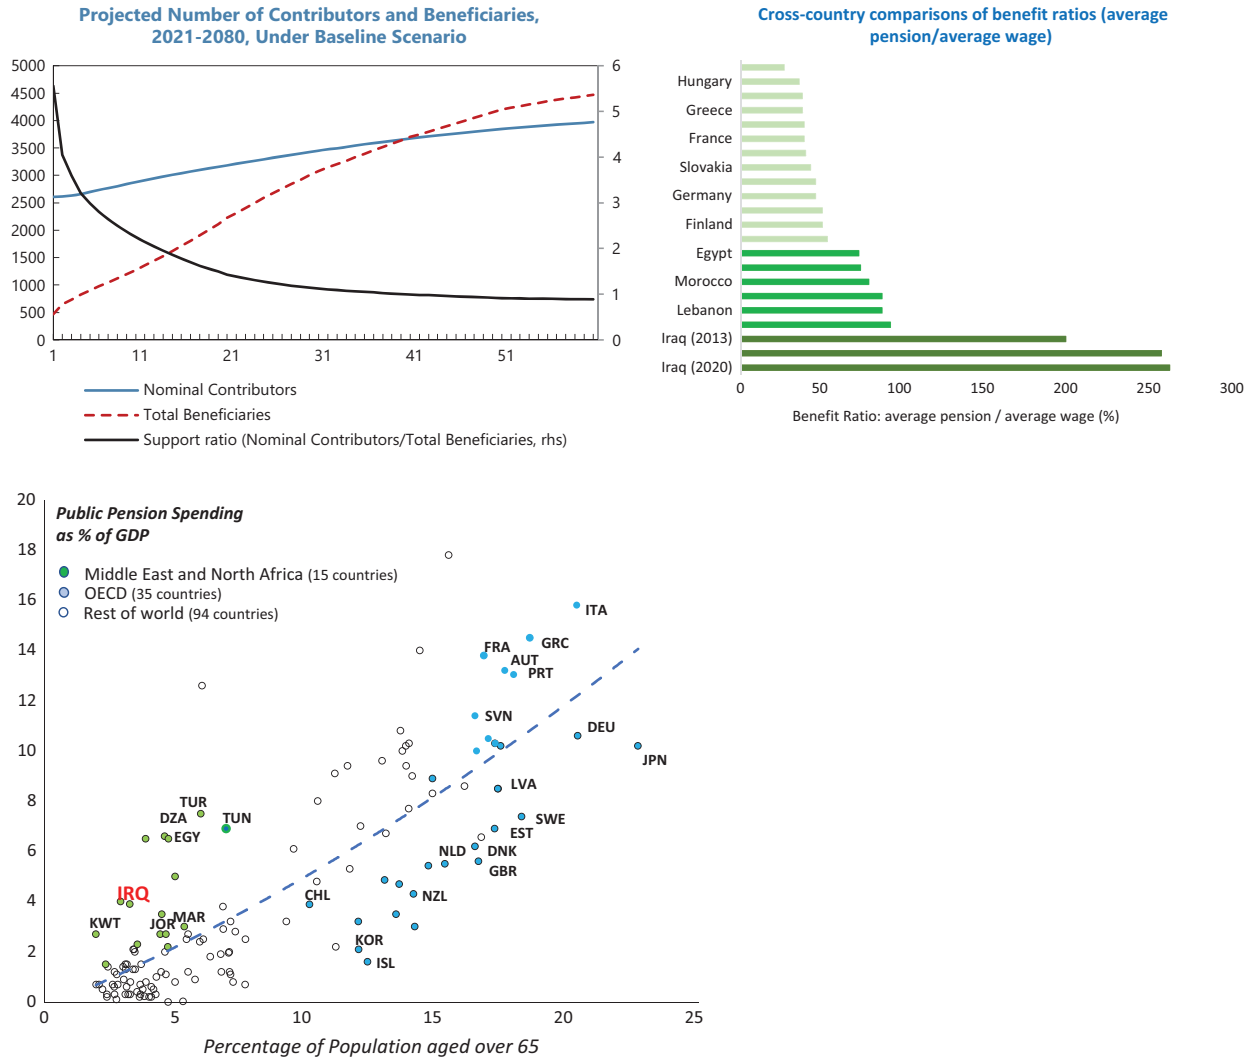 Projected Number of Contributors and Beneficiaries,
2021-2080, Under Baseline Scenario
5000
4500
4000
3500
3000
2500
2000
1500
1000
500
0
6
5
4
3
2
1
0
1
11
21
31
41
51
Nominal Contributors
Total Beneficiaries
Support ratio (Nominal Contributors/Total Beneficiaries, rhs)
Cross-country comparisons of benefit ratios (average
pension/average wage)
Hungary
Greece
France
Slovakia
Germany
Finland
Egypt
Morocco
Lebanon
Iraq (2013)
Iraq (2020)
0
50
100
150
200
250
300
Benefit Ratio: average pension / average wage (%)
20
18
16
14
12
10
8
6
4
2
0
Public Pension Spending
as % of GDP
Middle East and North Africa (15 countries)
OECD (35 countries)
Rest of world (94 countries)
ITA
GRC
FRA
AUT
PRT
SVN
DEU
JPN
LVA
TUR
DZA
TUN
SWE
EGY
EST
NLD
DNK
GBR
IRQ
CHL
NZL
KWT
JOR
MAR
KOR
ISL
0
5
10
15
20
25
Percentage of Population aged over 65